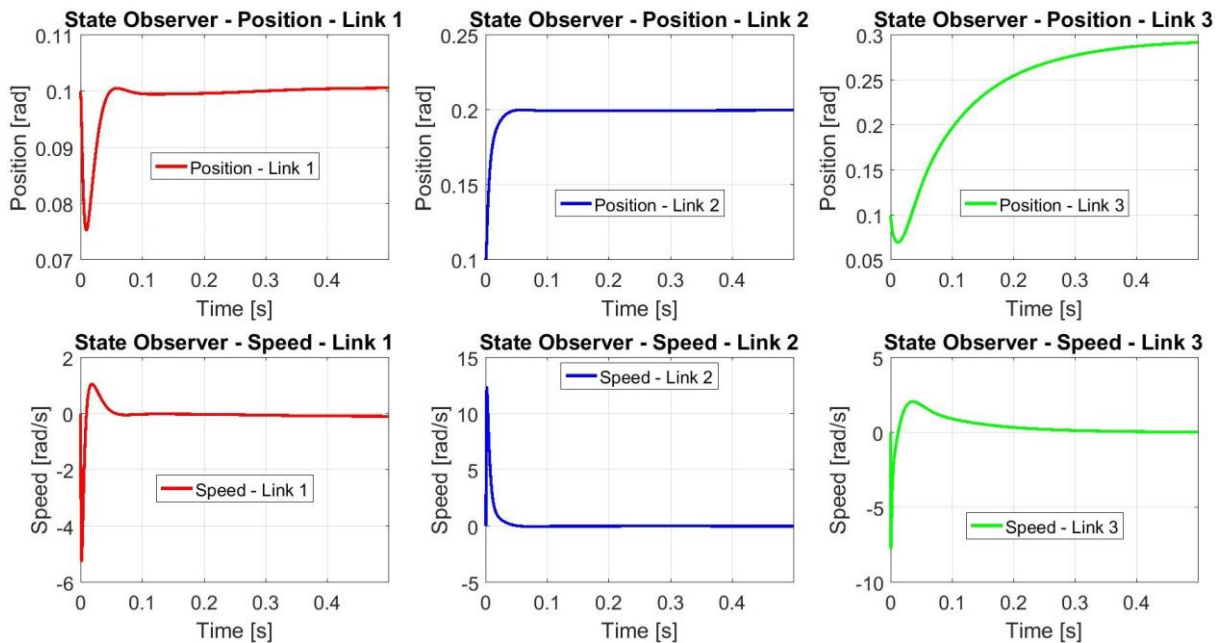 State Observer - Position - Link 1
0.11
0.1
0.09
0.08
0.07
Position [rad]
Position - Link 1
0 0.1 0.2 0.3 0.4
Time [s]
State Observer - Position - Link 2
0.25
0.2
0.15
0.1
Position [rad]
Position - Link 2
0 0.1 0.2 0.3 0.4
Time [s]
State Observer - Position - Link 3
0.3
0.25
0.2
0.15
0.1
0.05
Position [rad]
Position - Link 3
0 0.1 0.2 0.3 0.4
Time [s]
State Observer - Speed - Link 1
2
0
-2
-4
-6
Speed [rad/s]
Speed - Link 1
0 0.1 0.2 0.3 0.4
Time [s]
State Observer - Speed - Link 2
15
10
5
0
-5
Speed [rad/s]
Speed - Link 2
0 0.1 0.2 0.3 0.4
Time [s]
State Observer - Speed - Link 3
5
0
-5
-10
Speed [rad/s]
Speed - Link 3
0 0.1 0.2 0.3 0.4
Time [s]